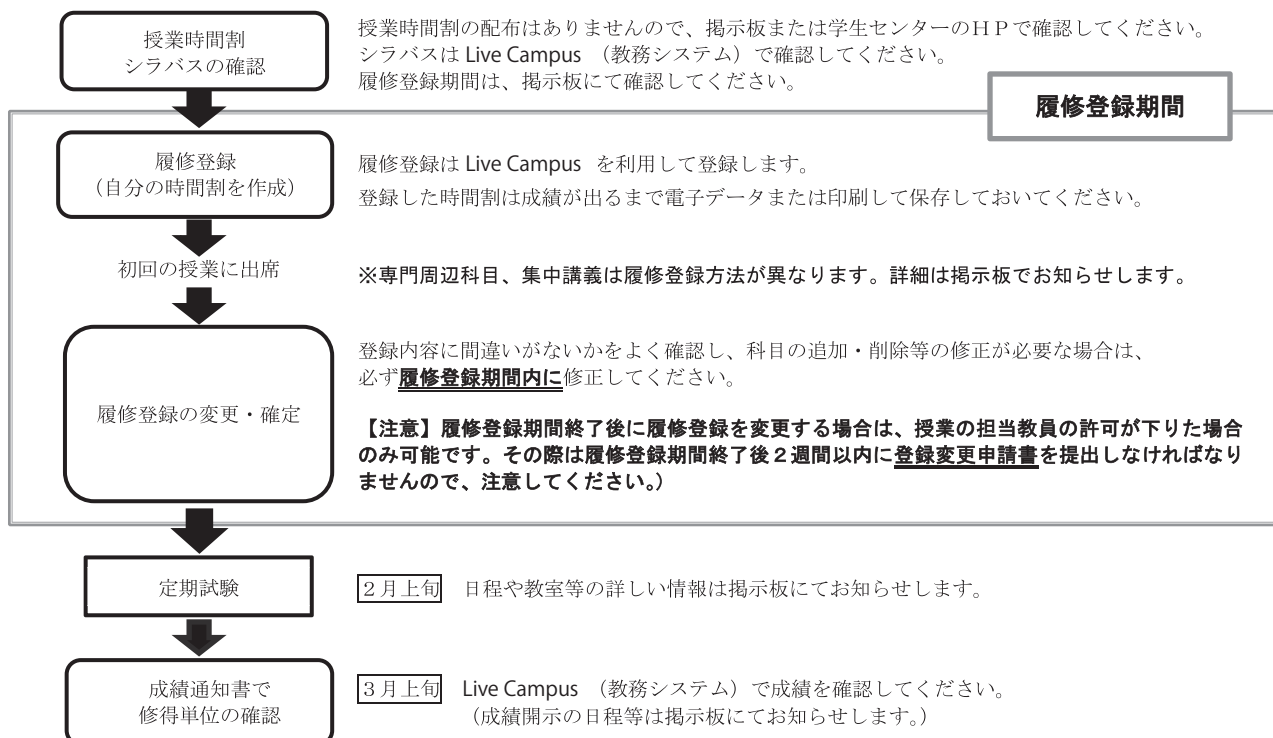 授業時間割
シラバスの確認
授業時間割の配布はありませんので、掲示板または学生センターのＨＰで確認してください。
シラバスは Live Campus （教務システム）で確認してください。
履修登録期間は、掲示板にて確認してください。
履修登録期間
履修登録
（自分の時間割を作成）
履修登録は Live Campus を利用して登録します。
登録した時間割は成績が出るまで電子データまたは印刷して保存しておいてください。
初回の授業に出席
※専門周辺科目、集中講義は履修登録方法が異なります。詳細は掲示板でお知らせします。
履修登録の変更・確定
登録内容に間違いがないかをよく確認し、科目の追加・削除等の修正が必要な場合は、
必ず履修登録期間内に修正してください。
【注意】履修登録期間終了後に履修登録を変更する場合は、授業の担当教員の許可が下りた場合
のみ可能です。その際は履修登録期間終了後２週間以内に登録変更申請書を提出しなければなり
ませんので、注意してください。）
定期試験
２月上旬 日程や教室等の詳しい情報は掲示板にてお知らせします。
成績通知書で
修得単位の確認
３月上旬 Live Campus （教務システム）で成績を確認してください。
（成績開示の日程等は掲示板にてお知らせします。）